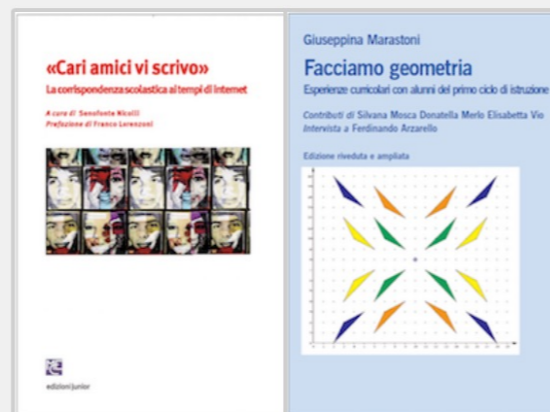 «Cari amici vi scrivo»
La corrispondenza scolastica ai tempi di internet
A cura di Senofonte Nicolli
Prefazione di Franco Lorenzoni
edizioni junior
Giuseppina Marastoni
Facciamo geometria
Esperienze curricolari con alunni del primo ciclo di istruzione
Contributi di Silvana Mosca Donatella Merlo Elisabetta Vio
Intervista a Ferdinando Arzarello
Edizione riveduta e ampliata